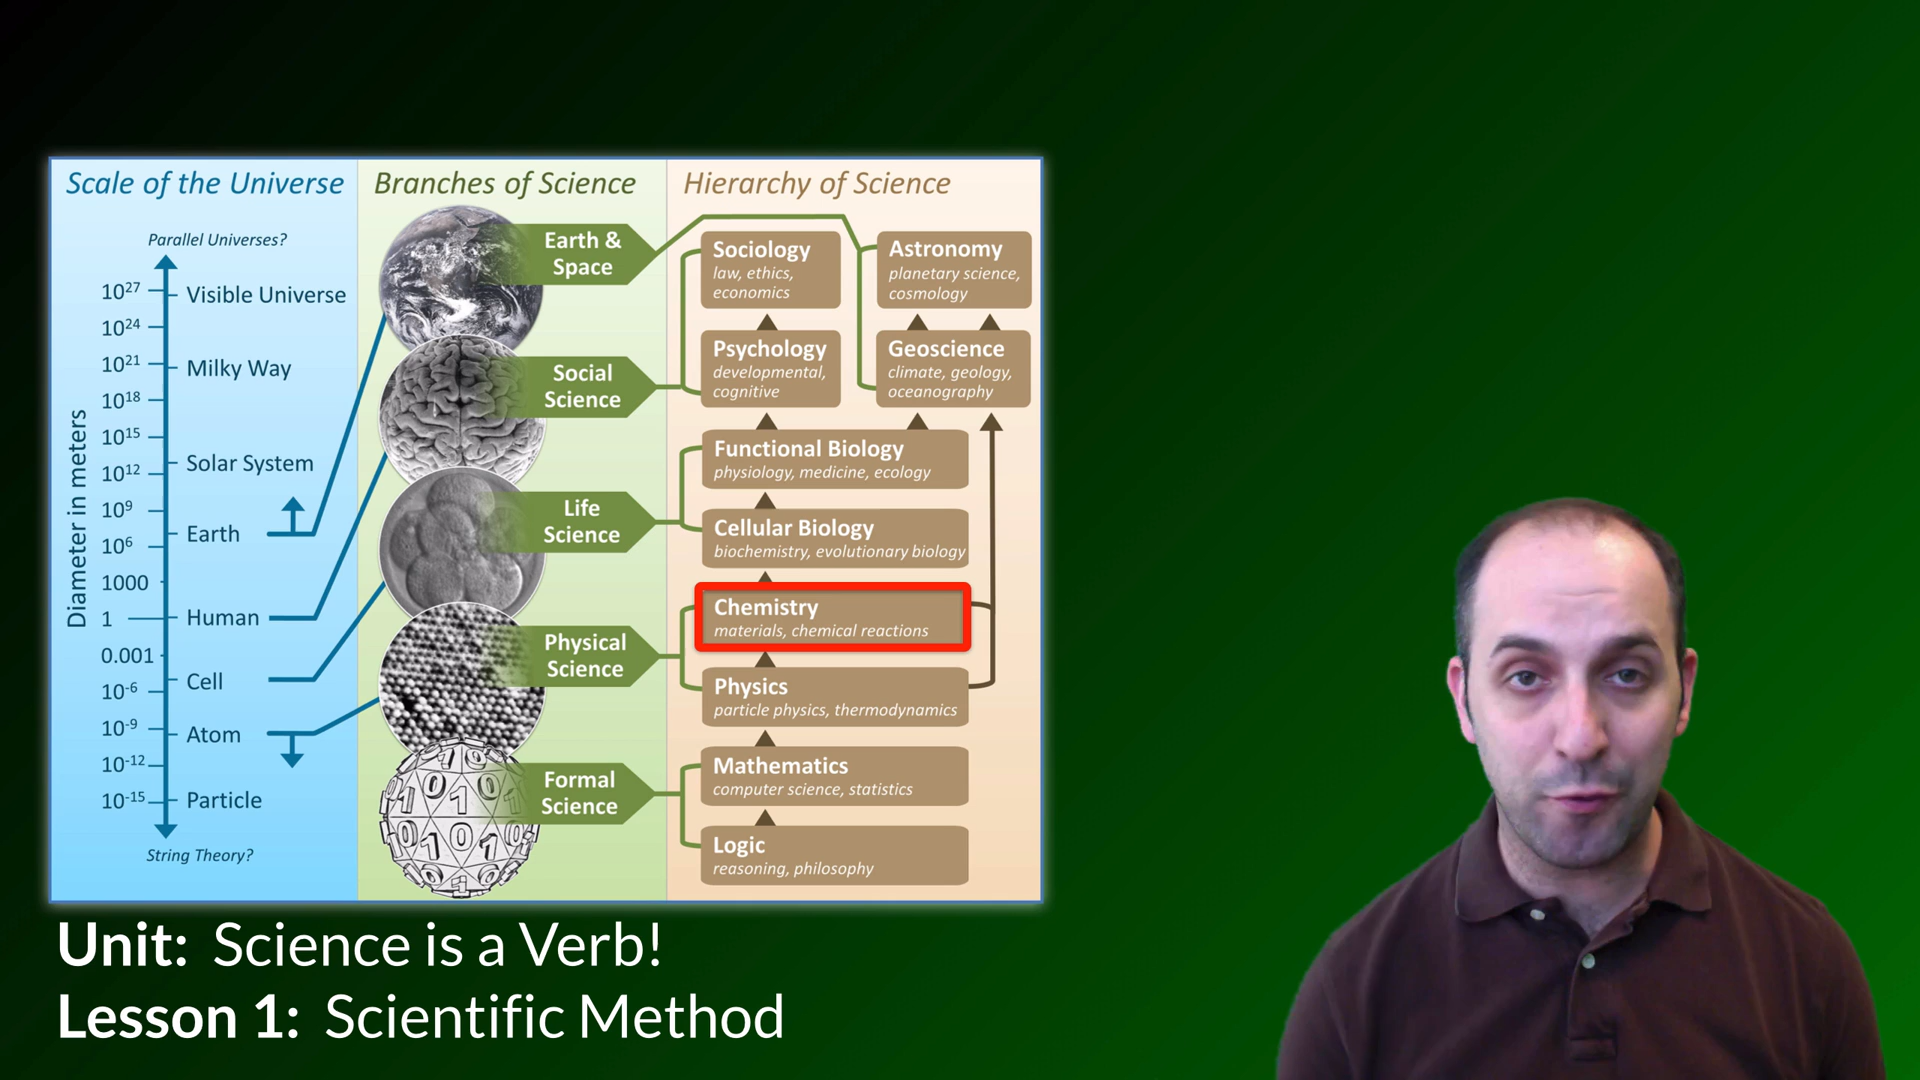 Scale of the Universe
Parallel Universes?
Diameter in meters
10²⁷
Visible Universe
10²⁴
10²¹
Milky Way
10¹⁸
10¹⁵
10¹²
Solar System
10⁹
Earth
10⁶
1000
1
Human
0.001
Cell
10⁻⁶
10⁻⁹
Atom
10⁻¹²
10⁻¹⁵
Particle
String Theory?
Branches of Science
Earth &
Space
Social
Science
Life
Science
Physical
Science
Formal
Science
Hierarchy of Science
Sociology
law, ethics,
economics
Astronomy
planetary science,
cosmology
Psychology
developmental,
cognitive
Geoscience
climate, geology,
oceanography
Functional Biology
physiology, medicine, ecology
Cellular Biology
biochemistry, evolutionary biology
Chemistry
materials, chemical reactions
Physics
particle physics, thermodynamics
Mathematics
computer science, statistics
Logic
reasoning, philosophy
Unit: Science is a Verb!
Lesson 1: Scientific Method